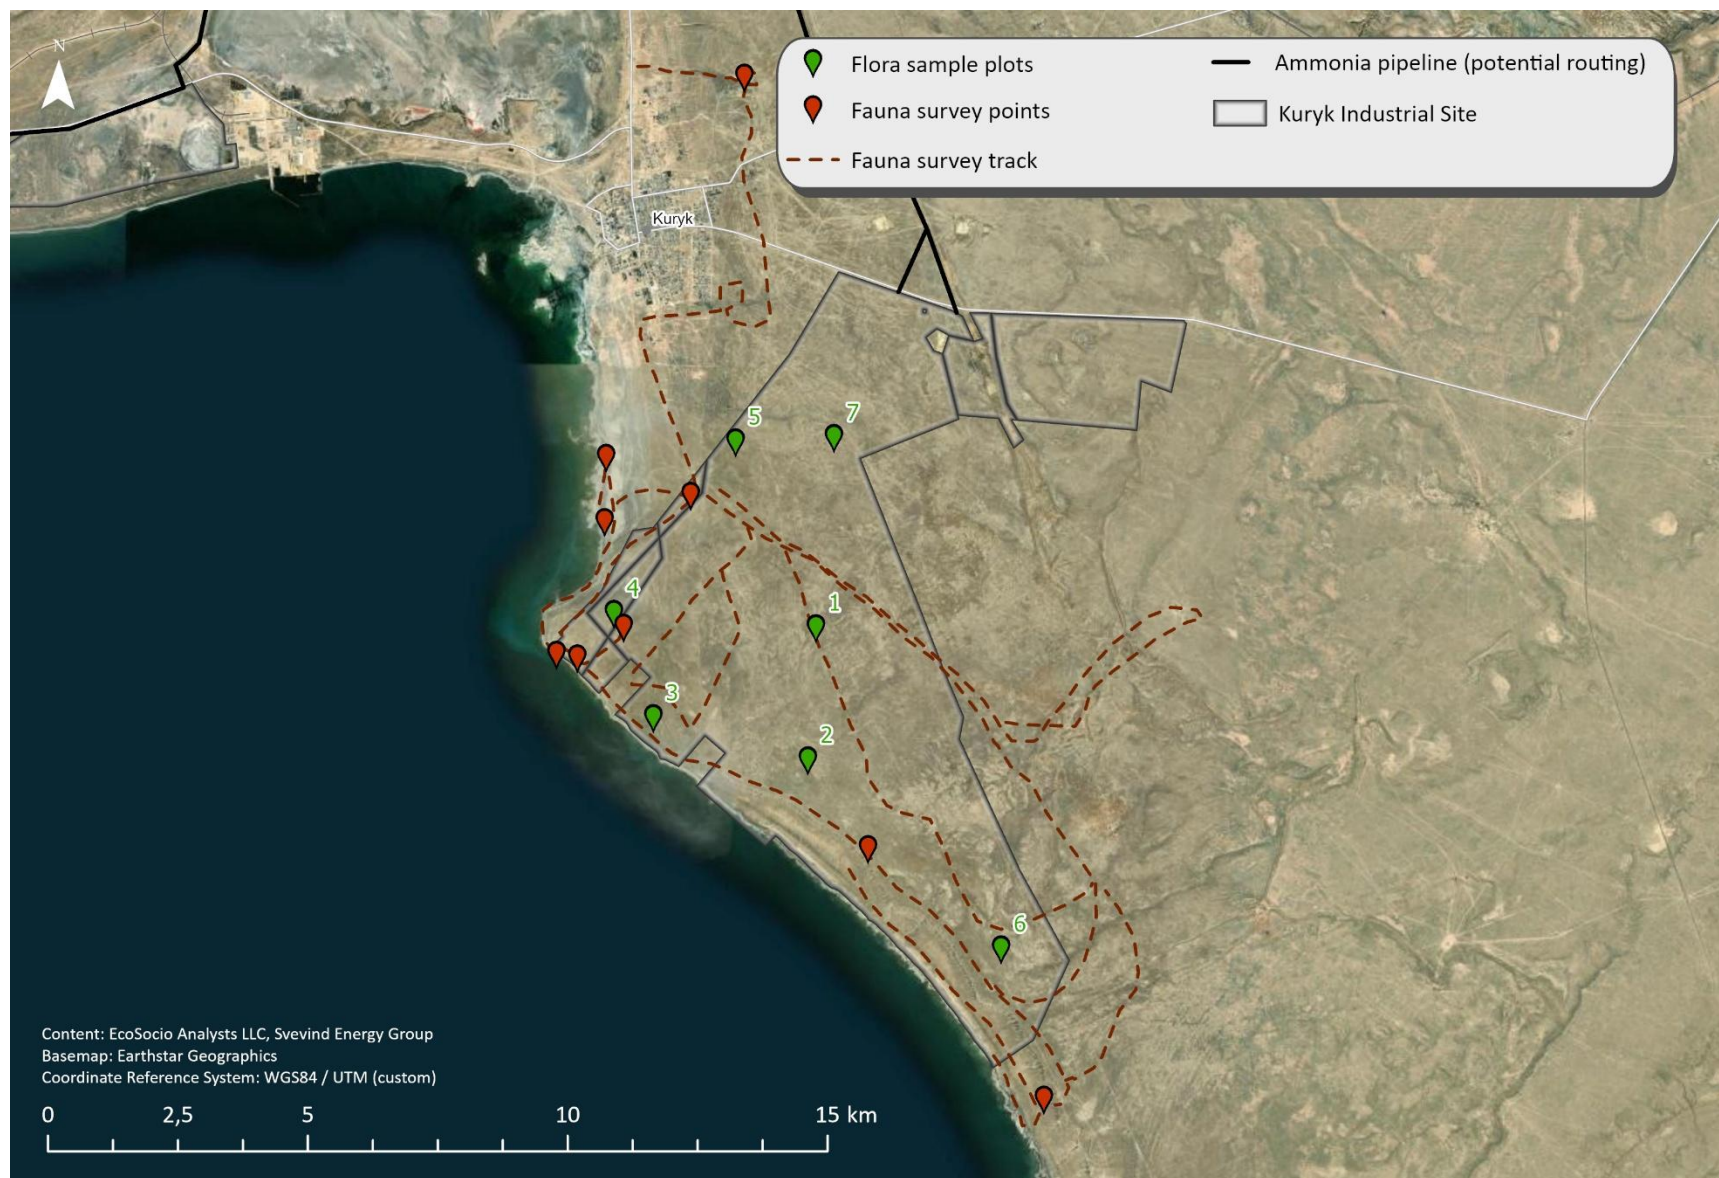 N
Flora sample plots
Fauna survey points
Fauna survey track
Ammonia pipeline (potential routing)
Kuryk Industrial Site
Kuryk
5
7
4
1
3
2
6
Content: EcoSocio Analysts LLC, Svevind Energy Group
Basemap: Earthstar Geographics
Coordinate Reference System: WGS84 / UTM (custom)
0 2,5 5 10 15 km